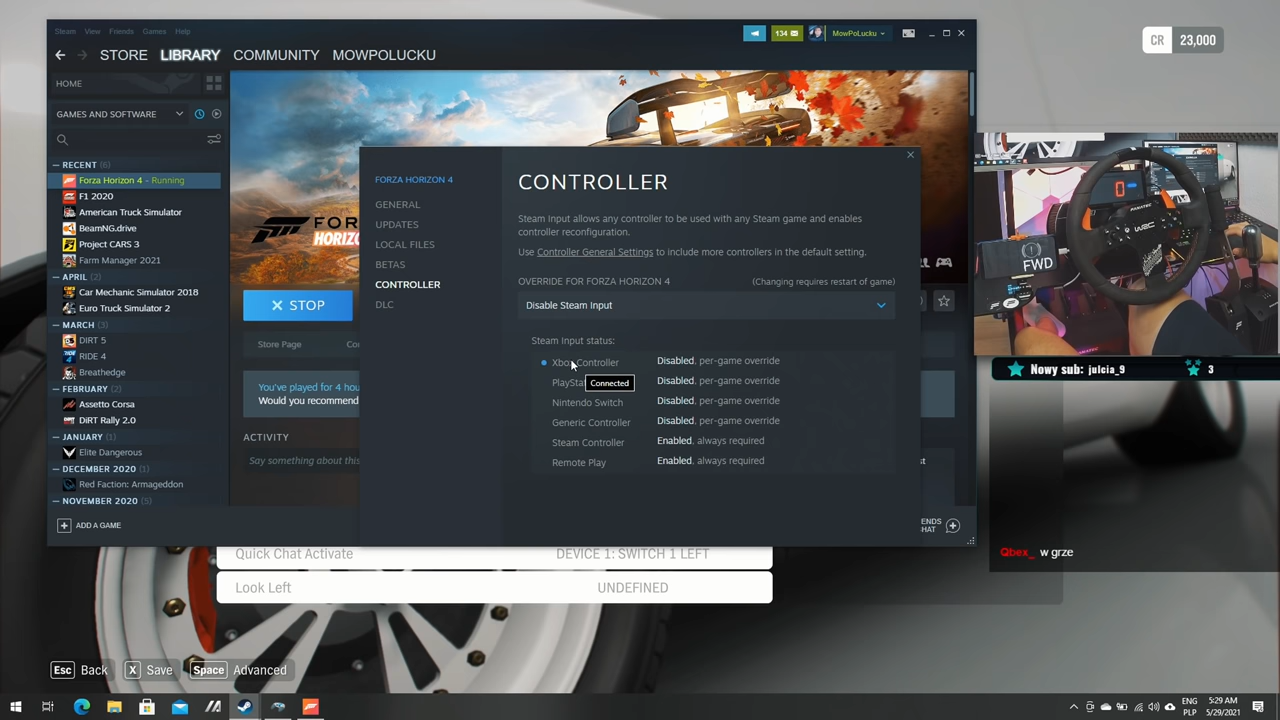 Steam View Friends Games Help
134
MowPoLucku
STORE LIBRARY COMMUNITY MOWPOLUCKU
CR 23,000
HOME
GAMES AND SOFTWARE
RECENT (6)
Forza Horizon 4 - Running
F1 2020
American Truck Simulator
BeamNG.drive
Project CARS 3
Farm Manager 2021
APRIL (2)
Car Mechanic Simulator 2018
Euro Truck Simulator 2
MARCH (3)
DIRT 5
RIDE 4
Breathedge
FEBRUARY (2)
Assetto Corsa
DiRT Rally 2.0
JANUARY (1)
Elite Dangerous
DECEMBER 2020 (1)
Red Faction: Armageddon
NOVEMBER 2020 (5)
ADD A GAME
FOR
HORIZO
STOP
Store Page
Co
You've played for 4 hou
Would you recommend
ACTIVITY
Say something about this
FORZA HORIZON 4
GENERAL
UPDATES
LOCAL FILES
BETAS
CONTROLLER
DLC
CONTROLLER
Steam Input allows any controller to be used with any Steam game and enables
controller reconfiguration.
Use Controller General Settings to include more controllers in the default setting.
OVERRIDE FOR FORZA HORIZON 4 (Changing requires restart of game)
Disable Steam Input
Steam Input status:
Xbox Controller Disabled, per-game override
PlaySta Disabled, per-game override
Connected
Nintendo Switch Disabled, per-game override
Generic Controller Disabled, per-game override
Steam Controller Enabled, always required
Remote Play Enabled, always required
st
ENDS
CHAT
FANATEC
WRC
0
FWD
Nowy sub: julcia_9 3
Qbex_ w grze
Quick Chat Activate DEVICE 1: SWITCH 1 LEFT
Look Left UNDEFINED
Esc Back X Save Space Advanced
ENG
PLP
5:29 AM
5/29/2021